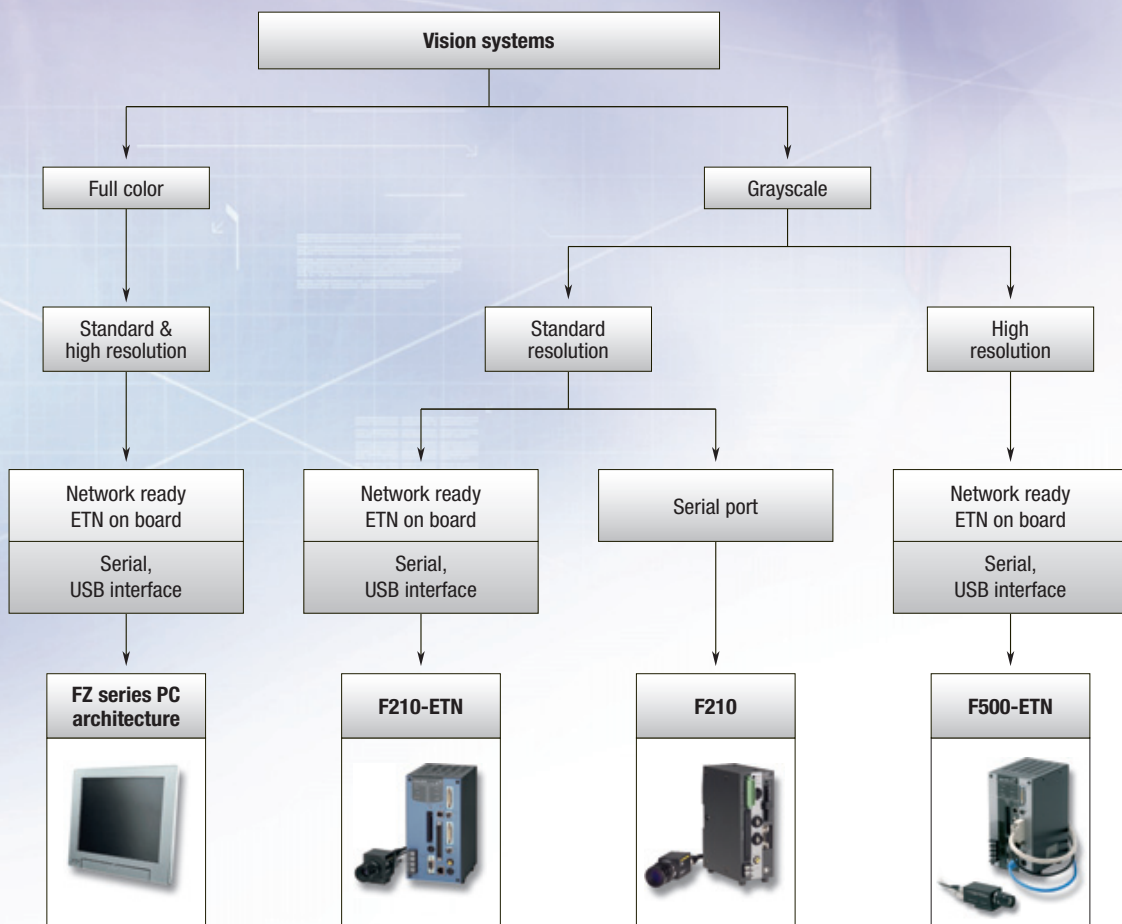 Vision systems
Full color
Grayscale
Standard &
high resolution
Standard
resolution
High
resolution
Network ready
ETN on board
Serial,
USB interface
Network ready
ETN on board
Serial,
USB interface
Serial port
Network ready
ETN on board
Serial,
USB interface
FZ series PC
architecture
F210-ETN
F210
F500-ETN